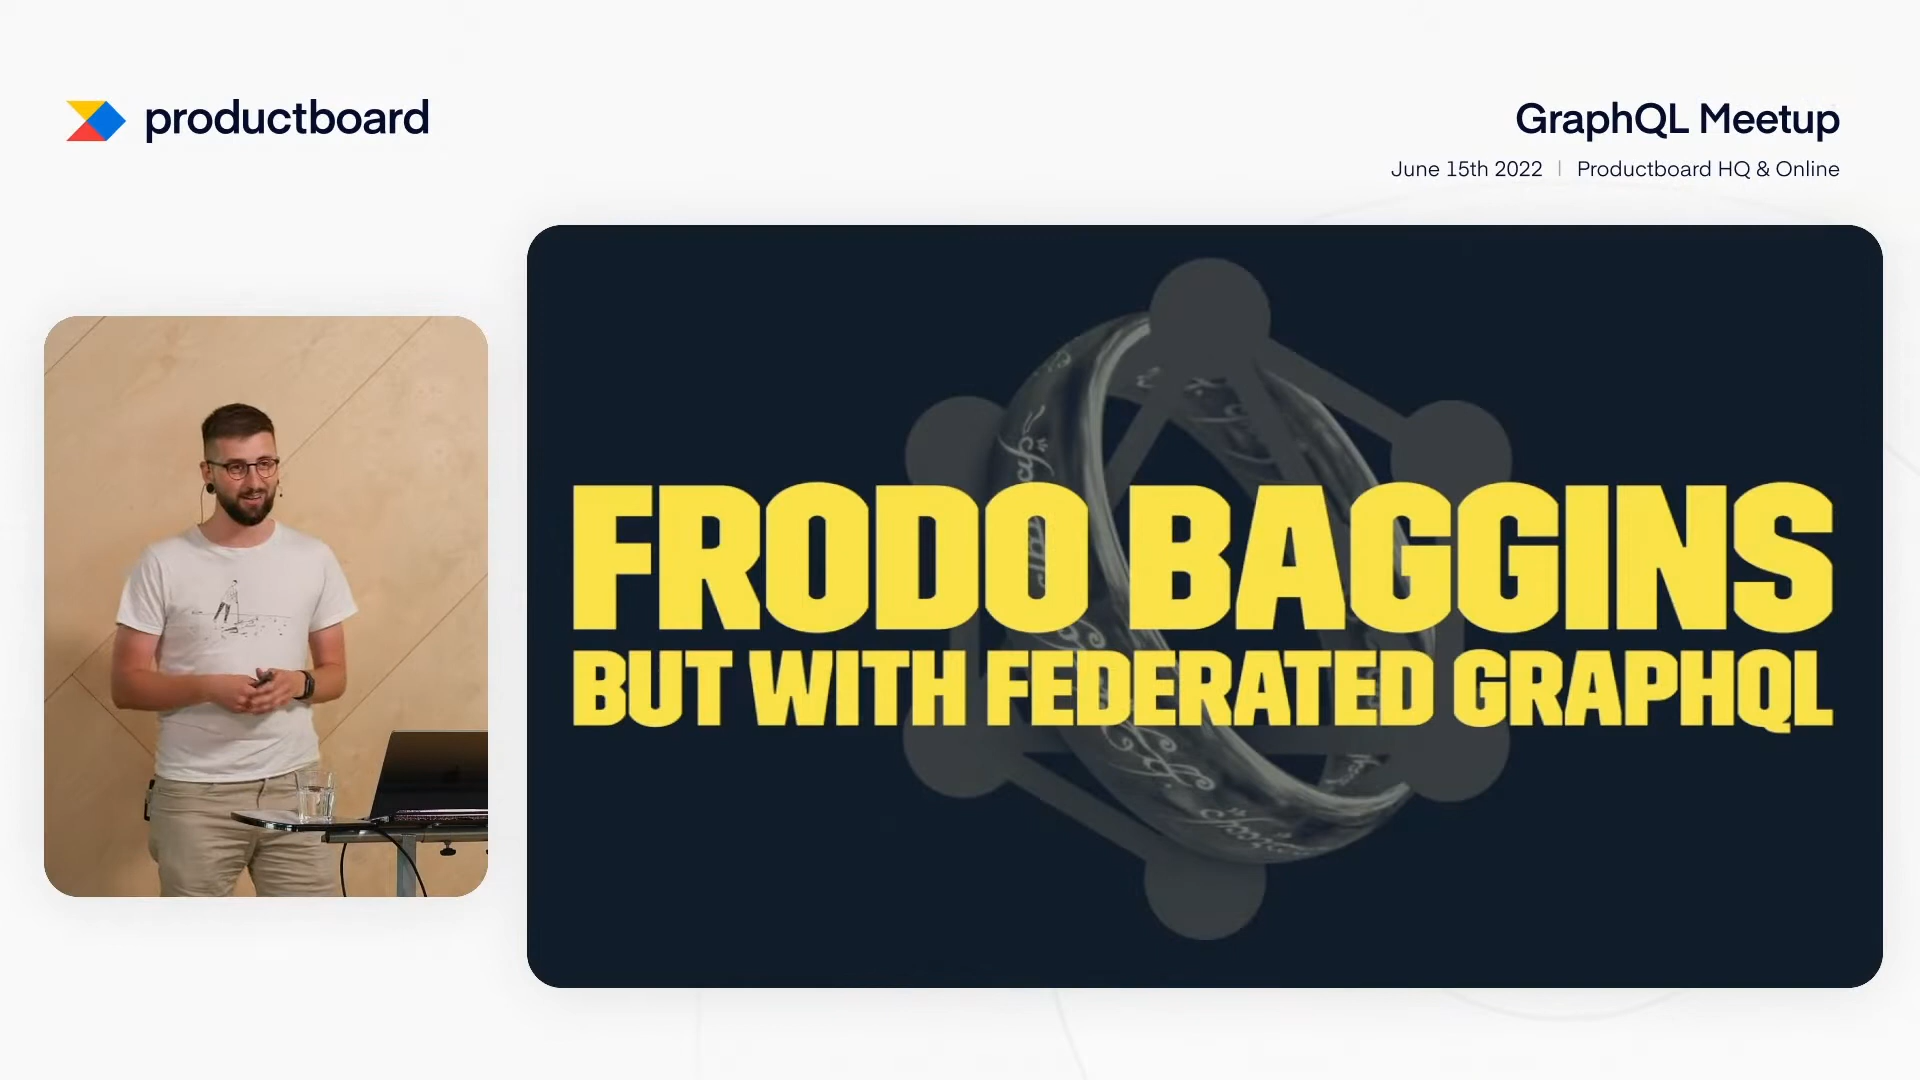 productboard
GraphQL Meetup
June 15th 2022 | Productboard HQ & Online
FRODO BAGGINS
BUT WITH FEDERATED GRAPHQL